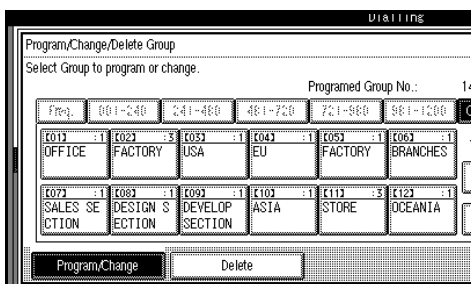 Dialling
Program/Change/Delete Group
Select Group to program or change.
Programed Group No.: 14
Freq. 001-240 241-480 481-720 721-960 961-1200
[01] :1 [02] :3 [03] :1 [04] :1 [05] :1 [06] :1
OFFICE FACTORY USA EU FACTORY BRANCHES
[07] :1 [08] :1 [09] :1 [10] :1 [11] :3 [12] :1
SALES SE DESIGN S DEVELOP ASIA STORE OCEANIA
CTION ECTION SECTION
Program/Change Delete